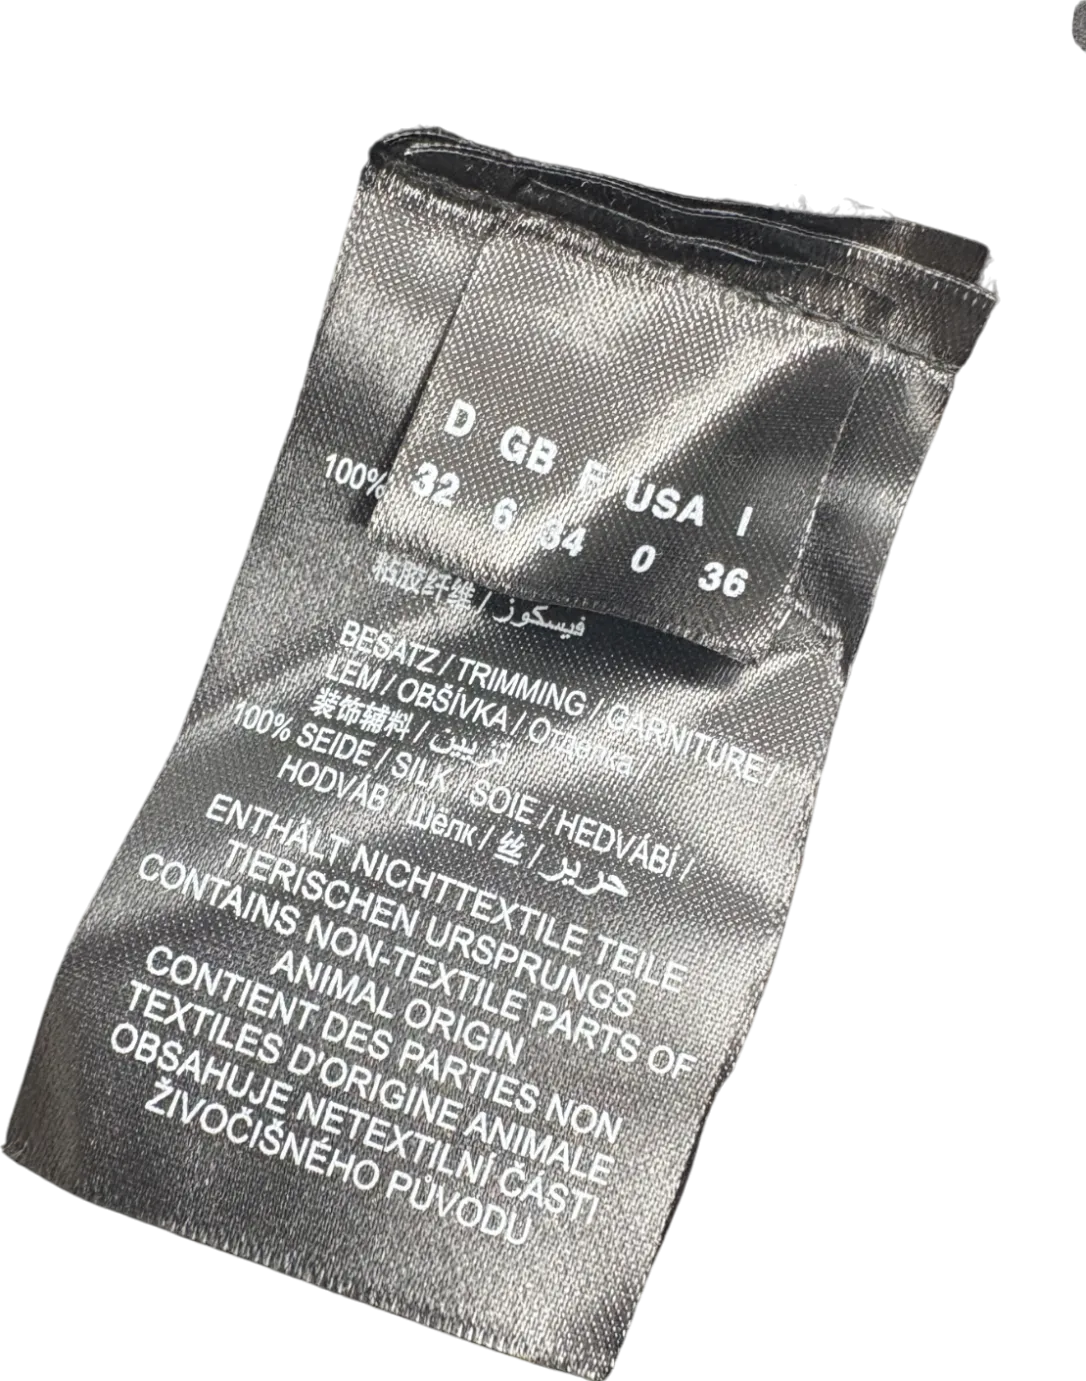 D GB F USA I
32 6 34 0 36
100%
粘胶纤维 / فيسكوز
BESATZ / TRIMMING / GARNITURE /
LEM / OBŠÍVKA / Отделка
装饰辅料 / تزيين
100% SEIDE / SILK / SOIE / HEDVÁBÍ /
HODVÁB / Шёлк / 丝 / حرير
ENTHÄLT NICHTTEXTILE TEILE
TIERISCHEN URSPRUNGS
CONTAINS NON-TEXTILE PARTS OF
ANIMAL ORIGIN
CONTIENT DES PARTIES NON
TEXTILES D'ORIGINE ANIMALE
OBSAHUJE NETEXTILNÍ ČÁSTI
ŽIVOČIŠNÉHO PŮVODU